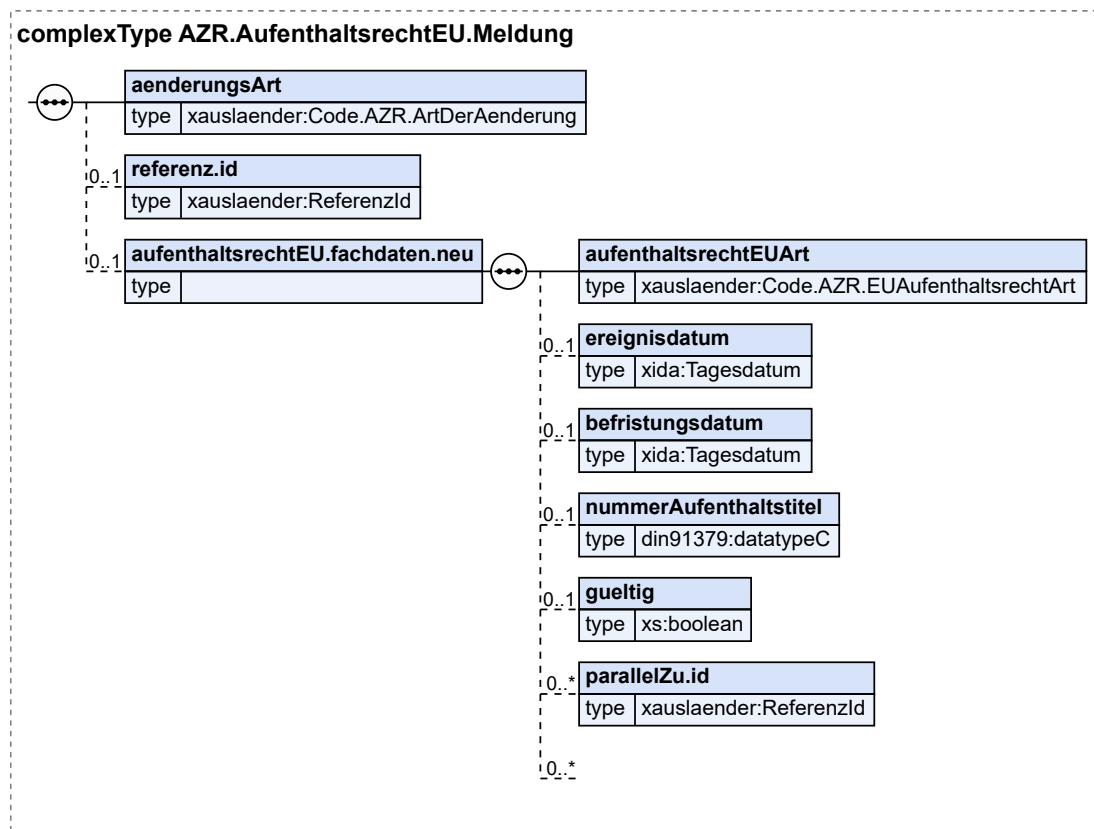 complexType AZR.AufenthaltsrechtEU.Meldung
aenderungsArt
type xauslaender:Code.AZR.ArtDerAenderung
0..1 referenz.id
type xauslaender:ReferenzId
0..1 aufenthaltsrechtEU.fachdaten.neu
type
aufenthaltsrechtEUArt
type xauslaender:Code.AZR.EUAufenthaltsrechtArt
0..1 ereignisdatum
type xida:Tagesdatum
0..1 befristungsdatum
type xida:Tagesdatum
0..1 nummerAufenthaltstitel
type din91379:datatypeC
0..1 gueltig
type xs:boolean
0..* parallelZu.id
type xauslaender:ReferenzId
0..*